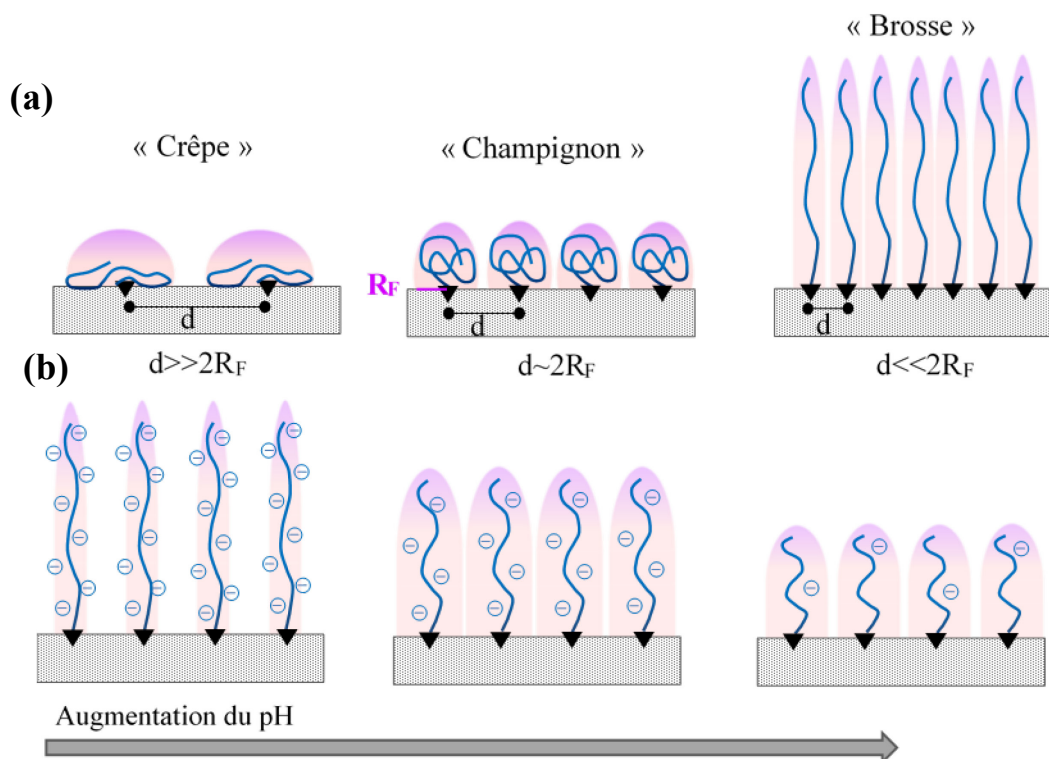 « Brosse »
(a)
« Crêpe »
« Champignon »
RF
d
d
d
d>>2RF
d~2RF
d<<2RF
(b)
Augmentation du pH